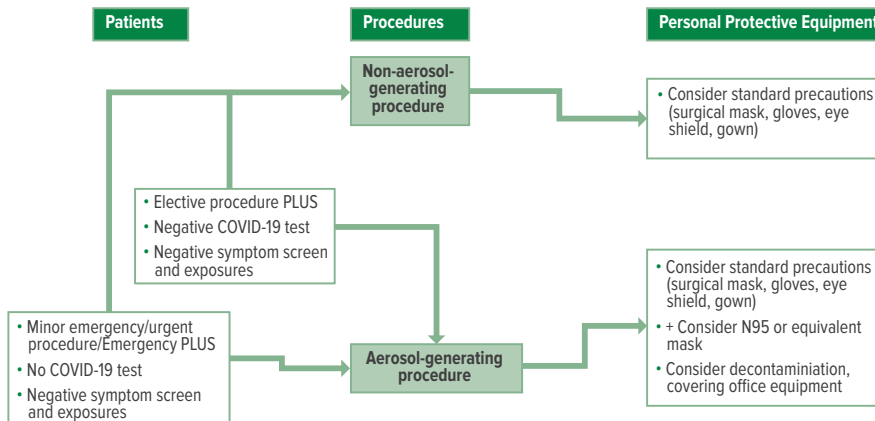 Patients
Procedures
Personal Protective Equipment
Non-aerosol-
generating
procedure
• Consider standard precautions
(surgical mask, gloves, eye
shield, gown)
• Elective procedure PLUS
• Negative COVID-19 test
• Negative symptom screen
and exposures
• Minor emergency/urgent
procedure/Emergency PLUS
• No COVID-19 test
• Negative symptom screen
and exposures
Aerosol-generating
procedure
• Consider standard precautions
(surgical mask, gloves, eye
shield, gown)
• + Consider N95 or equivalent
mask
• Consider decontaminiation,
covering office equipment